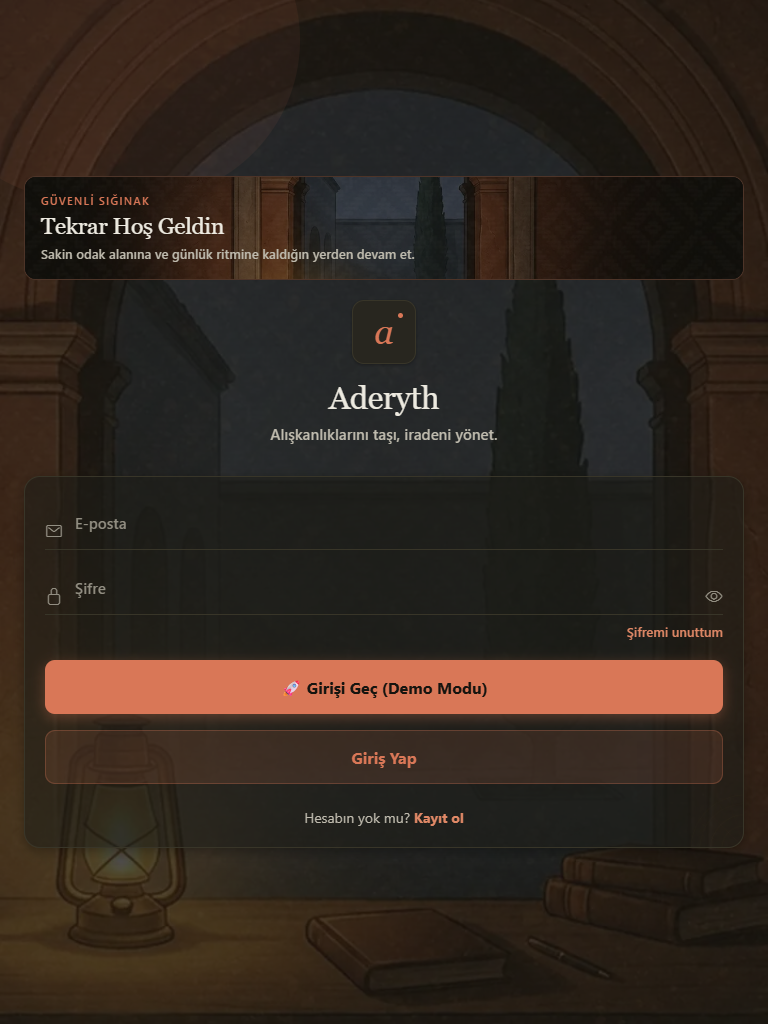 GÜVENLİ SIĞINAK
Tekrar Hoş Geldin
Sakin odak alanına ve günlük ritmine kaldığın yerden devam et.
a
Aderyth
Alışkanlıklarını taşı, iradeni yönet.
E-posta
Şifre
Şifremi unuttum
🚀 Girişi Geç (Demo Modu)
Giriş Yap
Hesabın yok mu? Kayıt ol